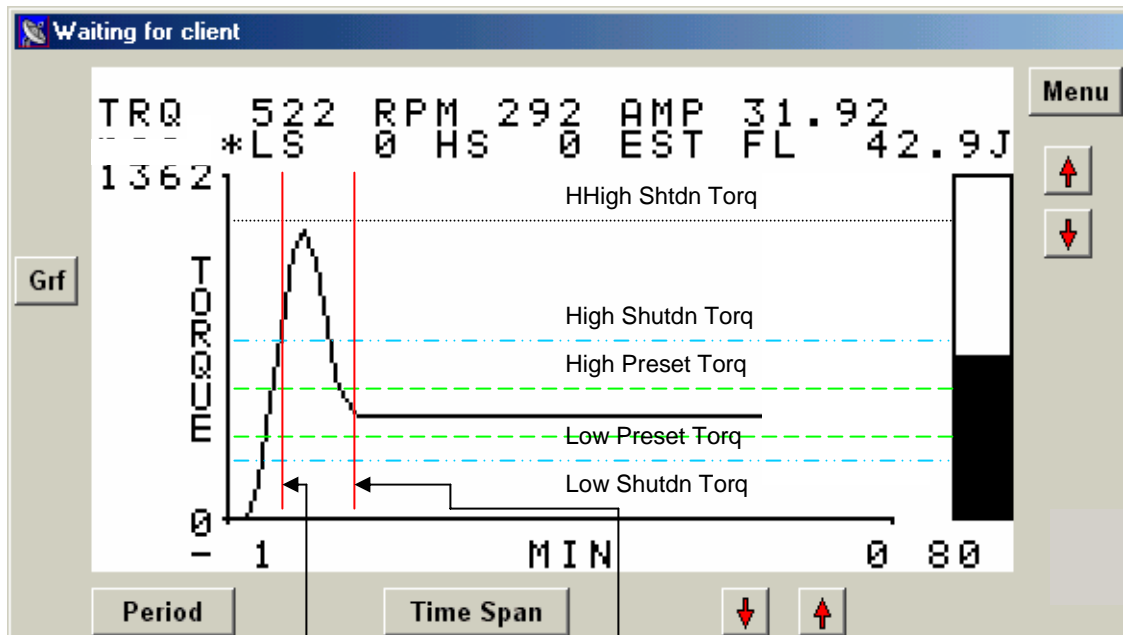 Waiting for client
Menu
TRQ 522 RPM 292 AMP 31.92
*LS 0 HS 0 EST FL 42.9J
1362
HHigh Shtdn Torq
Grf
TORQUE
High Shutdn Torq
High Preset Torq
Low Preset Torq
Low Shutdn Torq
0
- 1 MIN 0 80
Period
Time Span